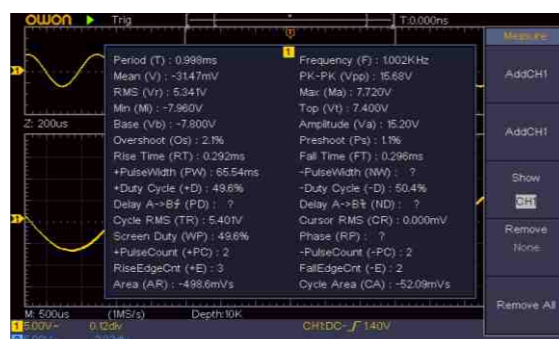 OWON Trig T:0.000ns
Measure
1
Period (T) : 0.998ms Frequency (F) : 1.002KHz
Mean (V) : -31.47mV PK-PK (Vpp) : 15.68V
RMS (Vr) : 5.341V Max (Ma) : 7.720V
Min (Mi) : -7.960V Top (Vt) : 7.400V
Base (Vb) : -7.800V Amplitude (Va) : 15.20V
Overshoot (Os) : 2.1% Preshoot (Ps) : 1.1%
Rise Time (RT) : 0.292ms Fall Time (FT) : 0.296ms
+PulseWidth (PW) : 65.54ms -PulseWidth (NW) : ?
+Duty Cycle (+D) : 49.6% -Duty Cycle (-D) : 50.4%
Delay A->B (PD) : ? Delay A->B (ND) : ?
Cycle RMS (TR) : 5.401V Cursor RMS (CR) : 0.000mV
Screen Duty (WP) : 49.6% Phase (RP) : ?
+PulseCount (+PC) : 2 -PulseCount (-PC) : 2
RiseEdgeCnt (+E) : 3 FallEdgeCnt (-E) : 2
Area (AR) : -498.6mVs Cycle Area (CA) : -52.09mVs
AddCH1
AddCH1
Show
CH1
Remove
None
Remove All
1
Z: 200us
1
M: 500us (1MS/s) Depth:10K
1 5.00V~ 0.12div CH1:DC- 1.40V